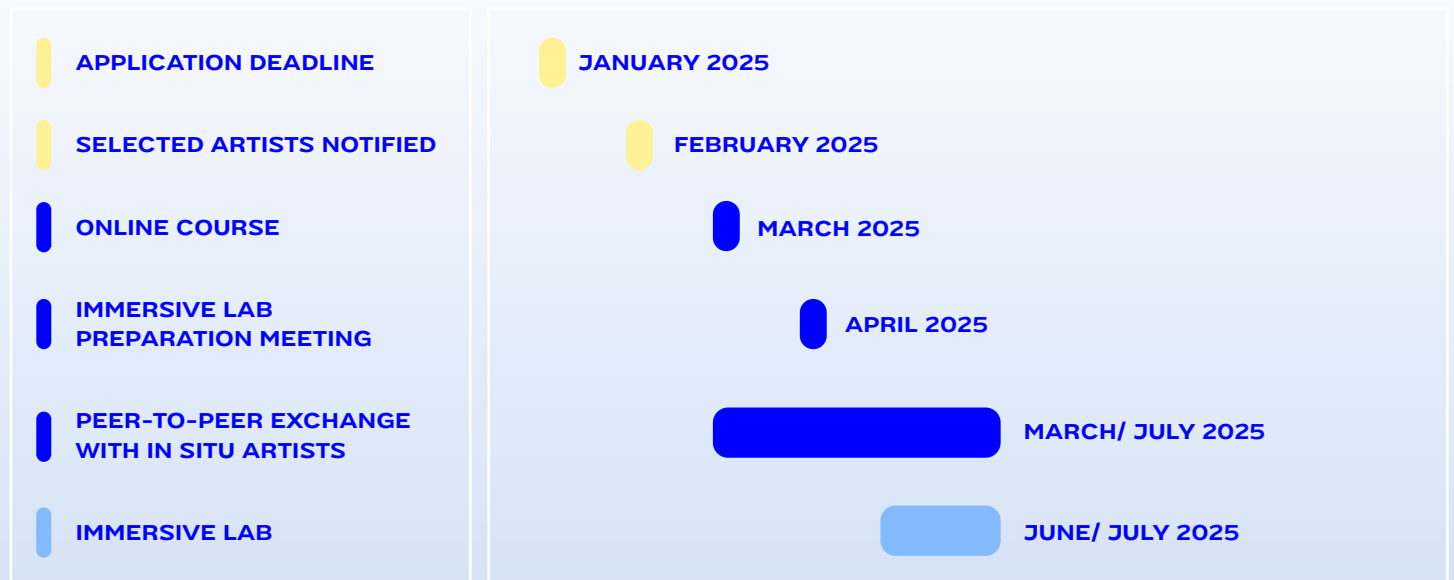 APPLICATION DEADLINE
JANUARY 2025
SELECTED ARTISTS NOTIFIED
FEBRUARY 2025
ONLINE COURSE
MARCH 2025
IMMERSIVE LAB
PREPARATION MEETING
APRIL 2025
PEER-TO-PEER EXCHANGE
WITH IN SITU ARTISTS
MARCH/ JULY 2025
IMMERSIVE LAB
JUNE/ JULY 2025